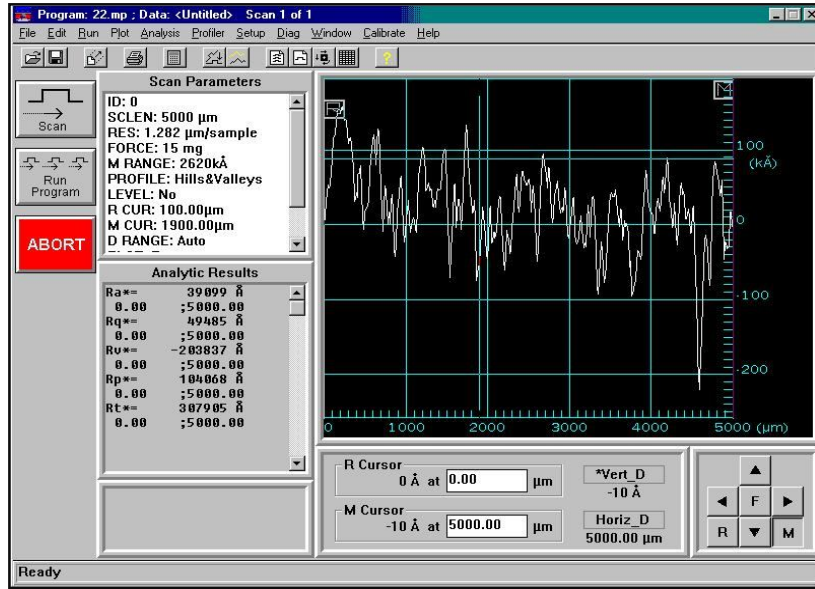 Program: 22.mp ; Data: <Untitled> Scan 1 of 1
File Edit Run Plot Analysis Profiler Setup Diag Window Calibrate Help
Scan
Run
Program
ABORT
Scan Parameters
ID: 0
SCLEN: 5000 µm
RES: 1.282 µm/sample
FORCE: 15 mg
M RANGE: 2620kÅ
PROFILE: Hills&Valleys
LEVEL: No
R CUR: 100.00µm
M CUR: 1900.00µm
D RANGE: Auto
Analytic Results
Ra*= 39099 Å
0.00 ;5000.00
Rq*= 49485 Å
0.00 ;5000.00
Rv*= -203837 Å
0.00 ;5000.00
Rp*= 104068 Å
0.00 ;5000.00
Rt*= 307905 Å
0.00 ;5000.00
R M
100
(kÅ)
0
-100
-200
0 1000 2000 3000 4000 5000 (µm)
R Cursor
0 Å at 0.00 µm
M Cursor
-10 Å at 5000.00 µm
*Vert_D
-10 Å
Horiz_D
5000.00 µm
F
R M
Ready